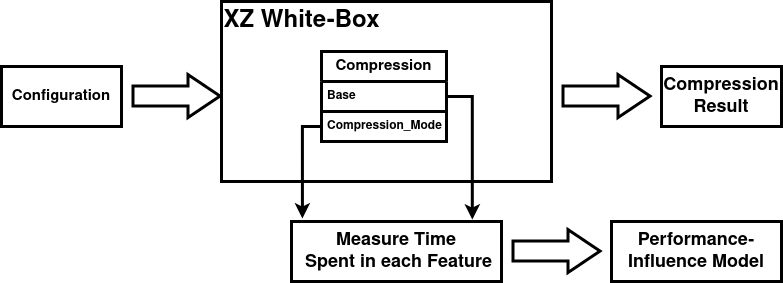 XZ White-Box
Compression
Configuration
Base
Compression_Mode
Compression
Result
Measure Time
Spent in each Feature
Performance-
Influence Model